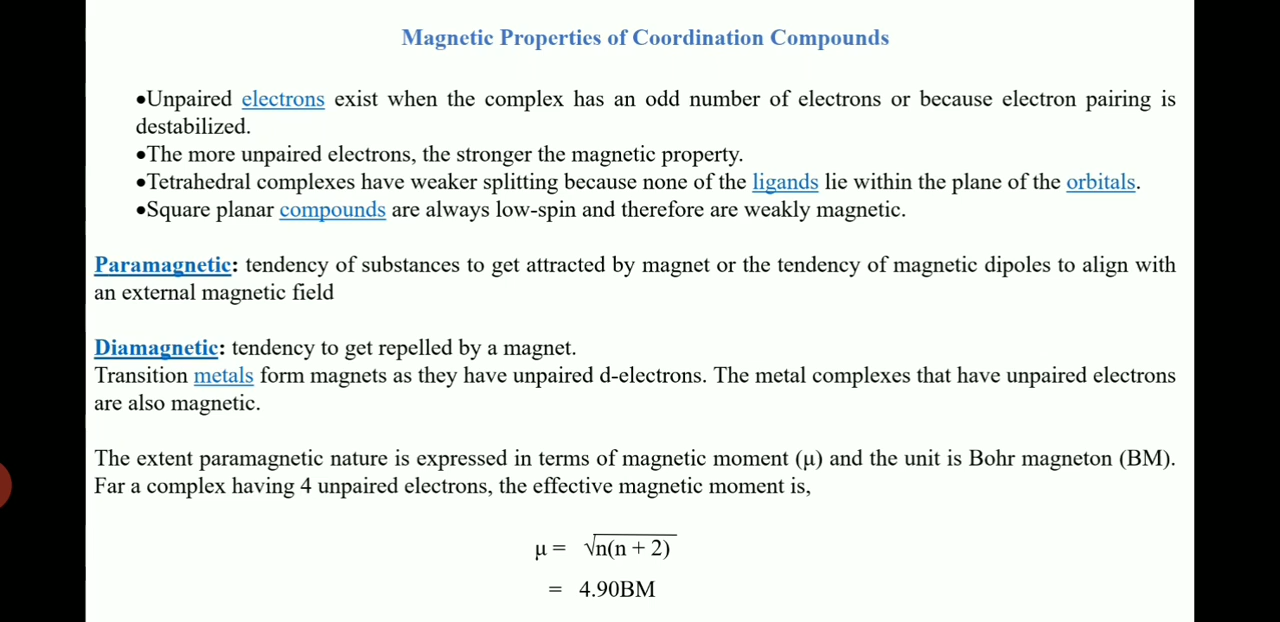 Magnetic Properties of Coordination Compounds
•Unpaired electrons exist when the complex has an odd number of electrons or because electron pairing is
destabilized.
•The more unpaired electrons, the stronger the magnetic property.
•Tetrahedral complexes have weaker splitting because none of the ligands lie within the plane of the orbitals.
•Square planar compounds are always low-spin and therefore are weakly magnetic.
Paramagnetic: tendency of substances to get attracted by magnet or the tendency of magnetic dipoles to align with
an external magnetic field
Diamagnetic: tendency to get repelled by a magnet.
Transition metals form magnets as they have unpaired d-electrons. The metal complexes that have unpaired electrons
are also magnetic.
The extent paramagnetic nature is expressed in terms of magnetic moment (μ) and the unit is Bohr magneton (BM).
Far a complex having 4 unpaired electrons, the effective magnetic moment is,
μ = √n(n + 2)
= 4.90BM